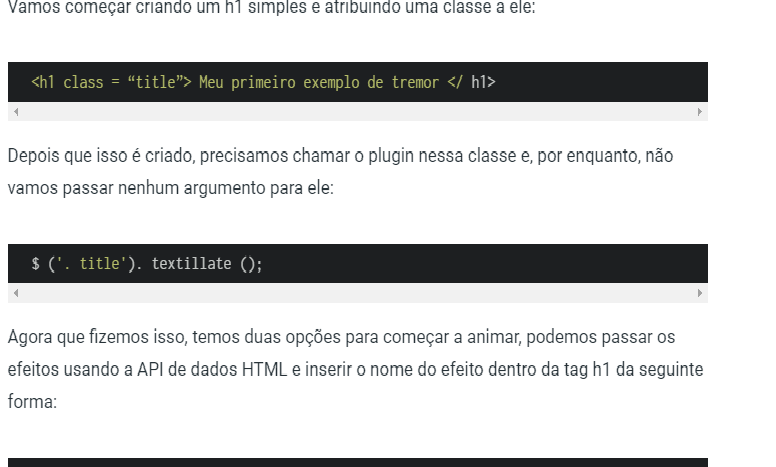 Vamos começar criando um h1 simples e atribuindo uma classe a ele:
<h1 class = “title”> Meu primeiro exemplo de tremor </ h1>
Depois que isso é criado, precisamos chamar o plugin nessa classe e, por enquanto, não
vamos passar nenhum argumento para ele:
$ ('. title'). textillate ();
Agora que fizemos isso, temos duas opções para começar a animar, podemos passar os
efeitos usando a API de dados HTML e inserir o nome do efeito dentro da tag h1 da seguinte
forma: